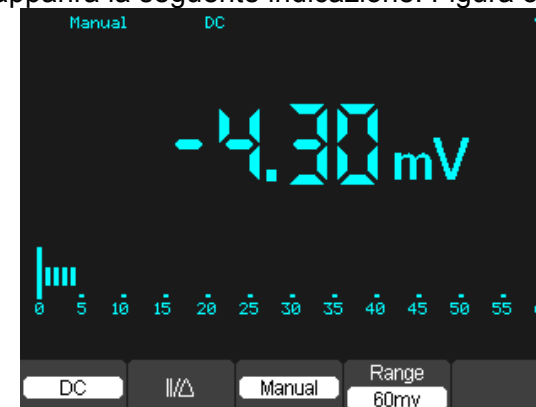 apparirà la seguente indicazione: Figura
Manual DC
-4.30 mV
0 5 10 15 20 25 30 35 40 45 50 55
Range
DC ||/△ Manual 60mv